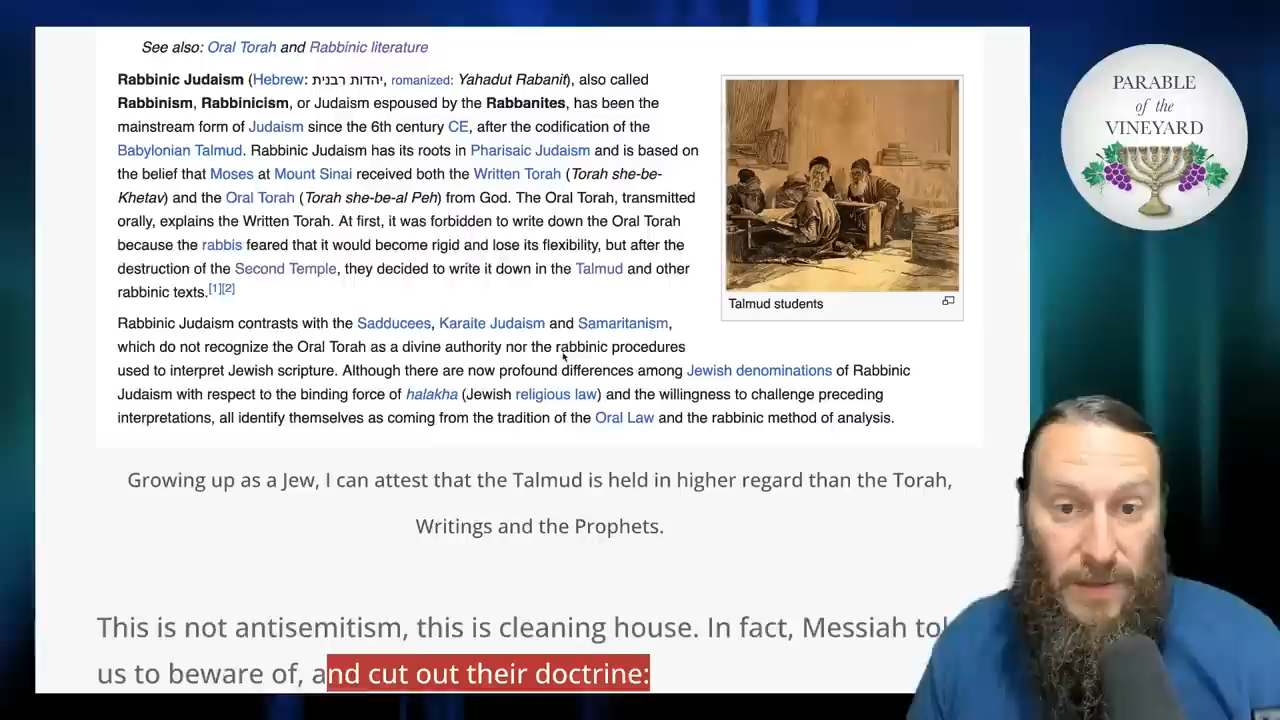 See also: Oral Torah and Rabbinic literature
Rabbinic Judaism (Hebrew: יהדות רבנית, romanized: Yahadut Rabanit), also called
Rabbinism, Rabbinicism, or Judaism espoused by the Rabbanites, has been the
mainstream form of Judaism since the 6th century CE, after the codification of the
Babylonian Talmud. Rabbinic Judaism has its roots in Pharisaic Judaism and is based on
the belief that Moses at Mount Sinai received both the Written Torah (Torah she-be-
Khetav) and the Oral Torah (Torah she-be-al Peh) from God. The Oral Torah, transmitted
orally, explains the Written Torah. At first, it was forbidden to write down the Oral Torah
because the rabbis feared that it would become rigid and lose its flexibility, but after the
destruction of the Second Temple, they decided to write it down in the Talmud and other
rabbinic texts.[1][2]
Talmud students
Rabbinic Judaism contrasts with the Sadducees, Karaite Judaism and Samaritanism,
which do not recognize the Oral Torah as a divine authority nor the rabbinic procedures
used to interpret Jewish scripture. Although there are now profound differences among Jewish denominations of Rabbinic
Judaism with respect to the binding force of halakha (Jewish religious law) and the willingness to challenge preceding
interpretations, all identify themselves as coming from the tradition of the Oral Law and the rabbinic method of analysis.
Growing up as a Jew, I can attest that the Talmud is held in higher regard than the Torah,
Writings and the Prophets.
This is not antisemitism, this is cleaning house. In fact, Messiah
us to beware of, and cut out their doctrine:
PARABLE
of the
VINEYARD